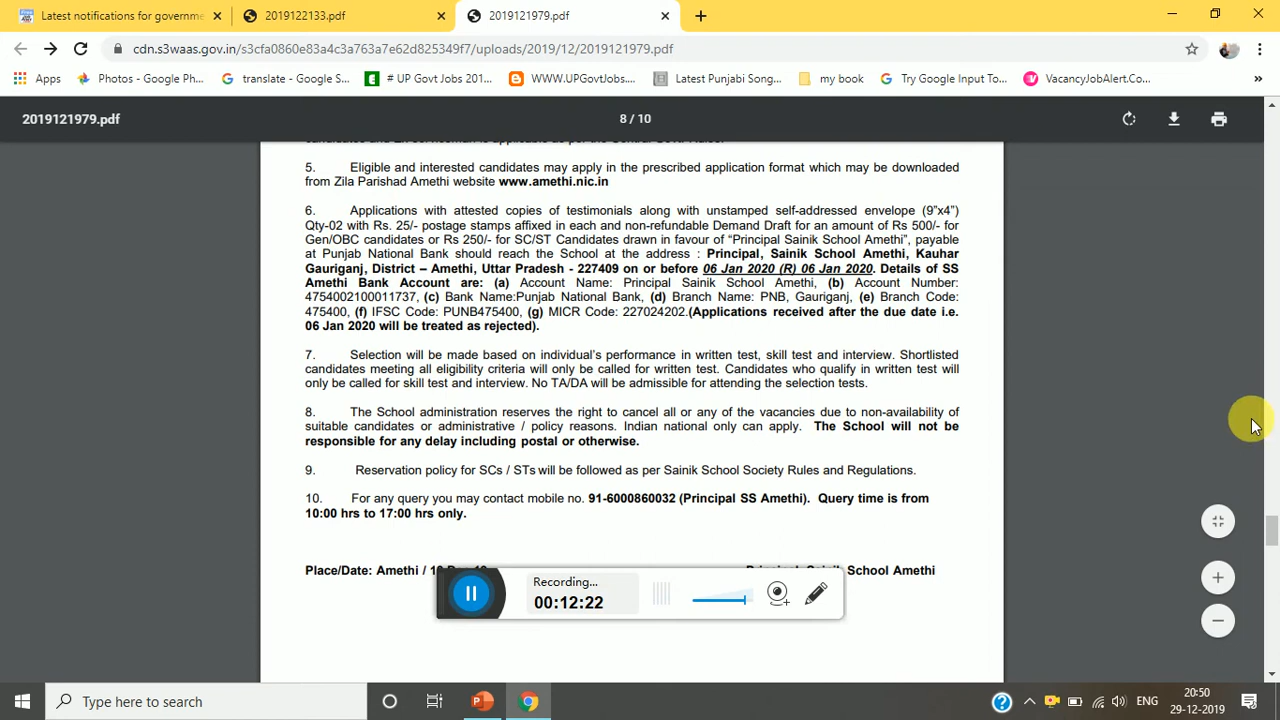 Latest notifications for governme
2019122133.pdf
2019121979.pdf
cdn.s3waas.gov.in/s3cfa0860e83a4c3a763a7e62d825349f7/uploads/2019/12/2019121979.pdf
Apps
Photos - Google Ph...
translate - Google S...
# UP Govt Jobs 201...
WWW.UPGovtJobs....
Latest Punjabi Song...
my book
Try Google Input To...
VacancyJobAlert.Co...
2019121979.pdf
8 / 10
5. Eligible and interested candidates may apply in the prescribed application format which may be downloaded
from Zila Parishad Amethi website www.amethi.nic.in
6. Applications with attested copies of testimonials along with unstamped self-addressed envelope (9”x4”)
Qty-02 with Rs. 25/- postage stamps affixed in each and non-refundable Demand Draft for an amount of Rs 500/- for
Gen/OBC candidates or Rs 250/- for SC/ST Candidates drawn in favour of “Principal Sainik School Amethi”, payable
at Punjab National Bank should reach the School at the address : Principal, Sainik School Amethi, Kauhar
Gauriganj, District – Amethi, Uttar Pradesh - 227409 on or before 06 Jan 2020 (R) 06 Jan 2020. Details of SS
Amethi Bank Account are: (a) Account Name: Principal Sainik School Amethi, (b) Account Number:
4754002100011737, (c) Bank Name:Punjab National Bank, (d) Branch Name: PNB, Gauriganj, (e) Branch Code:
475400, (f) IFSC Code: PUNB475400, (g) MICR Code: 227024202.(Applications received after the due date i.e.
06 Jan 2020 will be treated as rejected).
7. Selection will be made based on individual’s performance in written test, skill test and interview. Shortlisted
candidates meeting all eligibility criteria will only be called for written test. Candidates who qualify in written test will
only be called for skill test and interview. No TA/DA will be admissible for attending the selection tests.
8. The School administration reserves the right to cancel all or any of the vacancies due to non-availability of
suitable candidates or administrative / policy reasons. Indian national only can apply. The School will not be
responsible for any delay including postal or otherwise.
9. Reservation policy for SCs / STs will be followed as per Sainik School Society Rules and Regulations.
10. For any query you may contact mobile no. 91-6000860032 (Principal SS Amethi). Query time is from
10:00 hrs to 17:00 hrs only.
Place/Date: Amethi / School Amethi
Recording...
00:12:22
Type here to search
ENG
20:50
29-12-2019